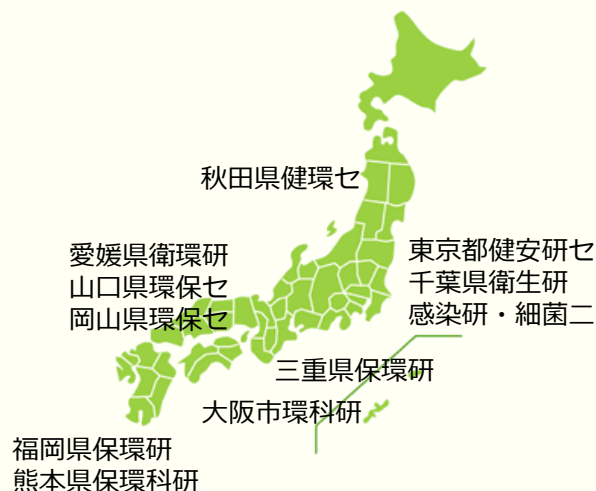 秋田県健環セ
愛媛県衛環研
山口県環保セ
岡山県環保セ
東京都健安研セ
千葉県衛生研
感染研・細菌二
三重県保環研
大阪市環科研
福岡県保環研
熊本県保環科研